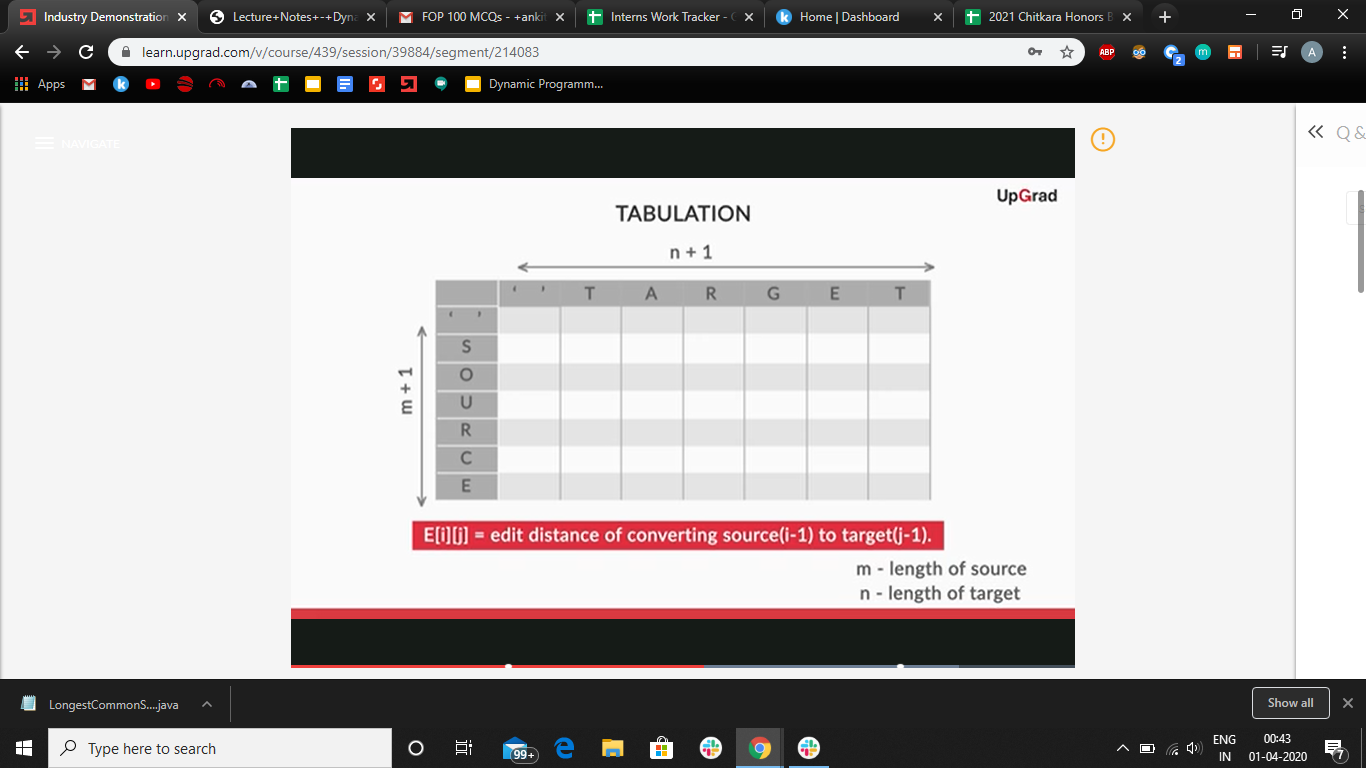 Industry Demonstration
Lecture+Notes+-+Dyna
FOP 100 MCQs - +anki
Interns Work Tracker - G
Home | Dashboard
2021 Chitkara Honors B
learn.upgrad.com/v/course/439/session/39884/segment/214083
ABP
2
m
A
Apps
Dynamic Programm...
NAVIGATE
Q &
UpGrad
TABULATION
n + 1
‘ ’ T A R G E T
‘ ’
S
O
U
R
C
E
m + 1
E[i][j] = edit distance of converting source(i-1) to target(j-1).
m - length of source
n - length of target
LongestCommonS....java
Show all
Type here to search
99+
ENG
IN
00:43
01-04-2020
7